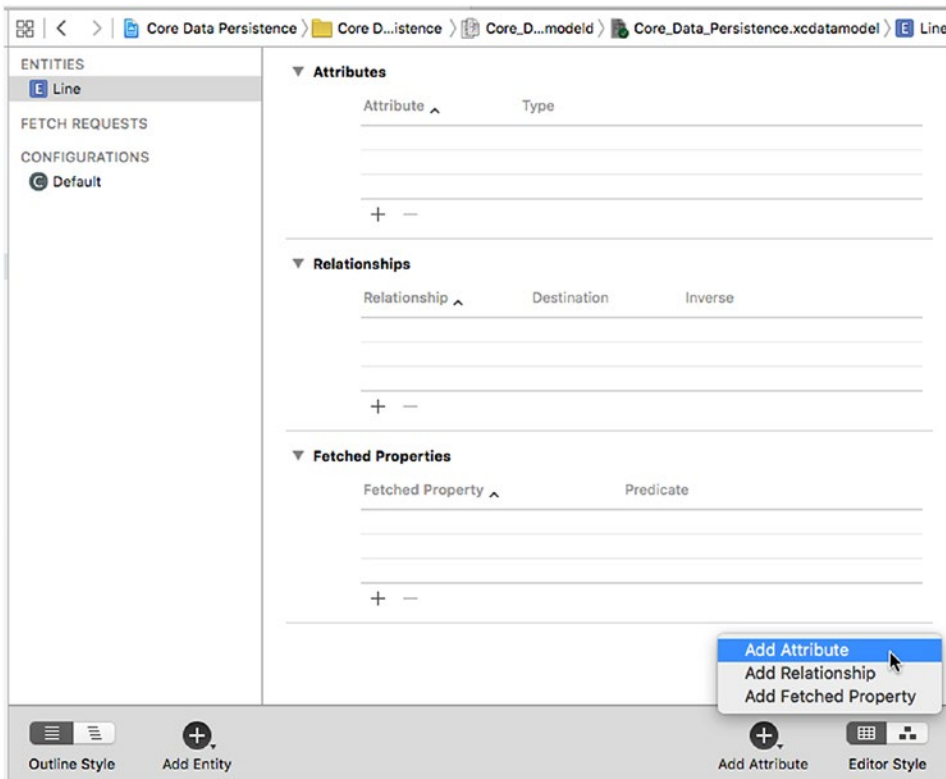 Core Data Persistence Core D...istence Core_D...modeld Core_Data_Persistence.xcdatamodel E Line
ENTITIES
E Line
FETCH REQUESTS
CONFIGURATIONS
C Default
Attributes
Attribute Type
+ −
Relationships
Relationship Destination Inverse
+ −
Fetched Properties
Fetched Property Predicate
+ −
Add Attribute
Add Relationship
Add Fetched Property
Outline Style Add Entity Add Attribute Editor Style